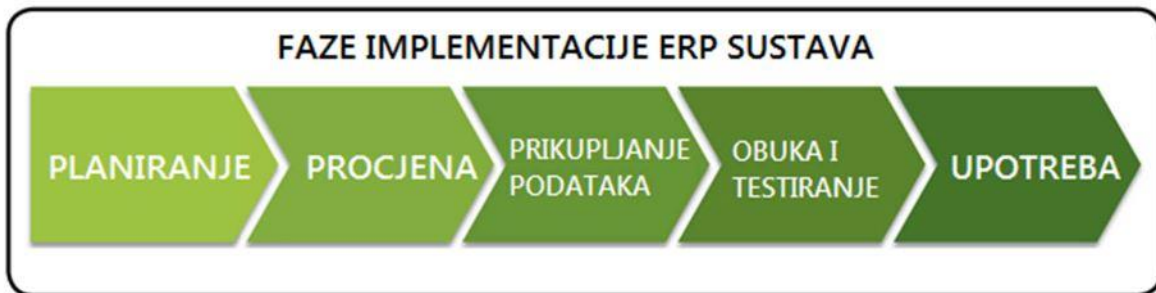 FAZE IMPLEMENTACIJE ERP SUSTAVA
PLANIRANJE
PROCJENA
PRIKUPLJANJE
PODATAKA
OBUKA I
TESTIRANJE
UPOTREBA